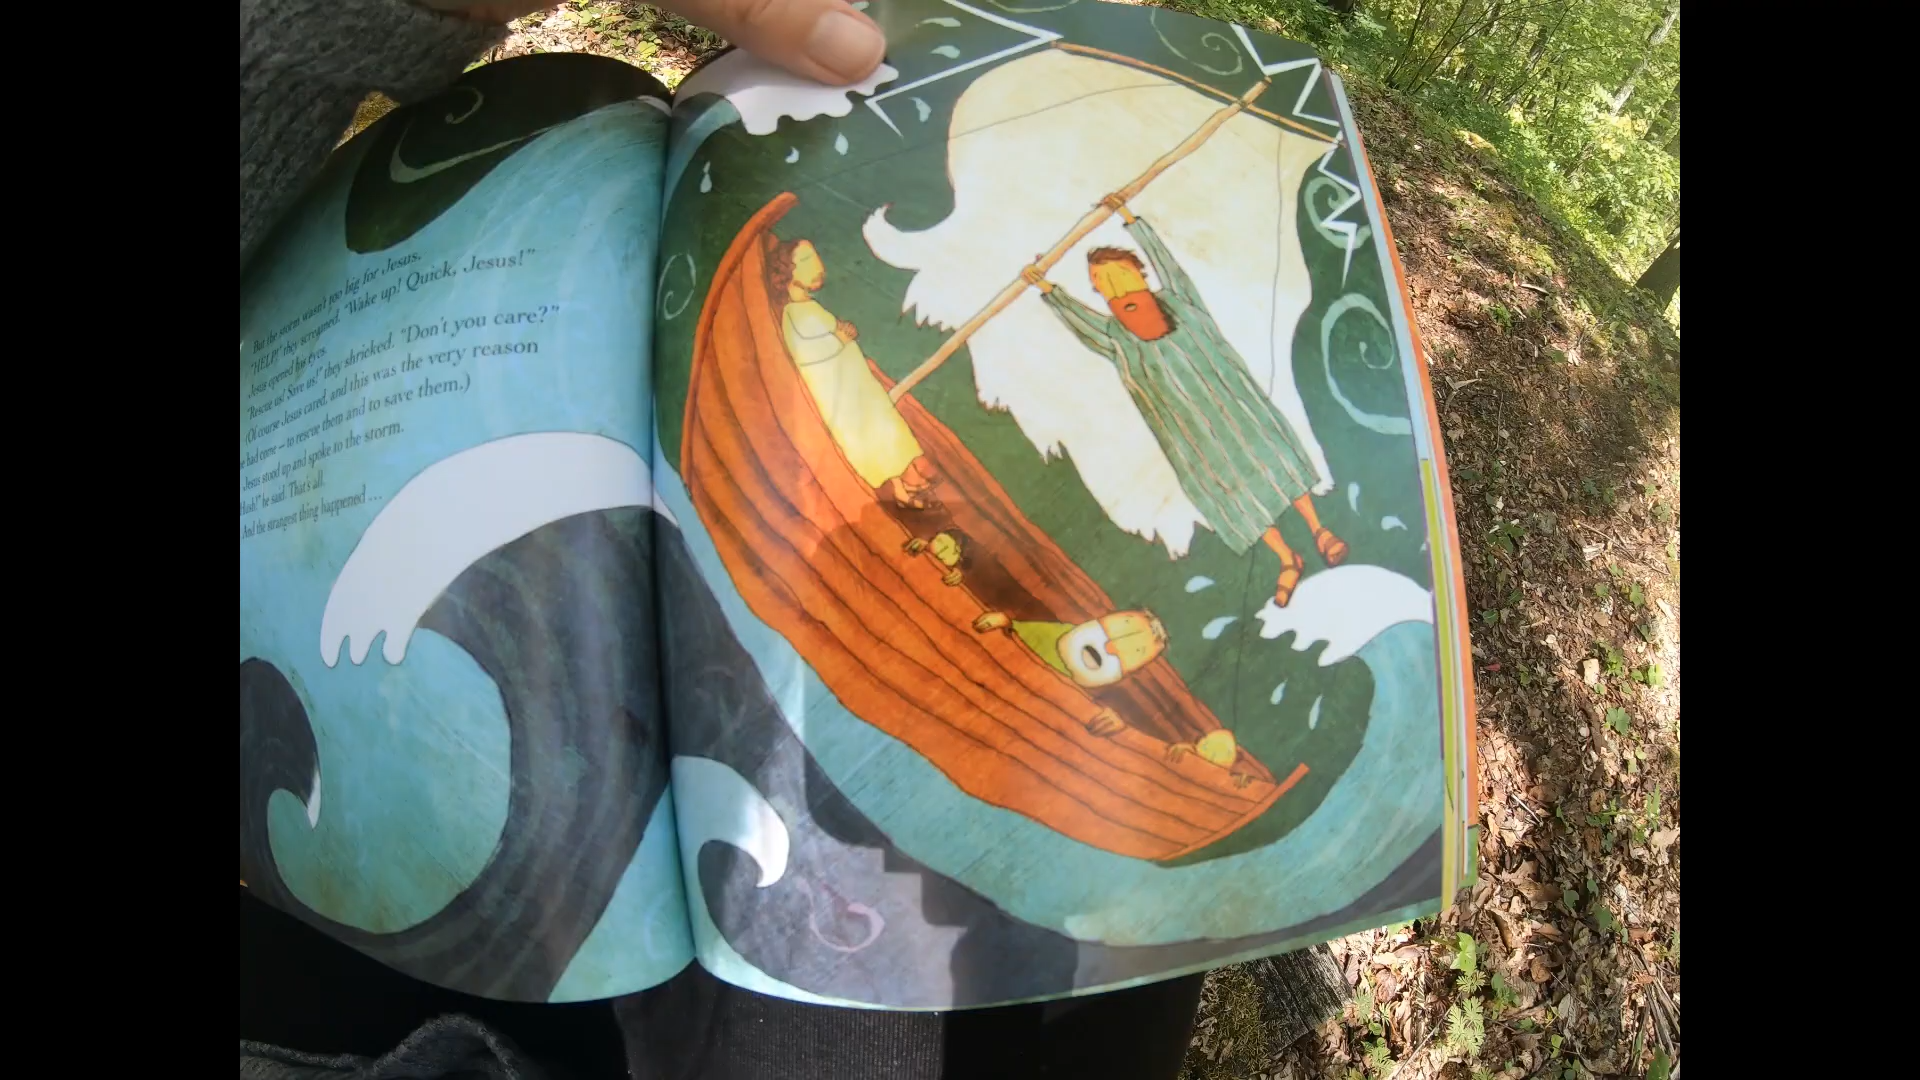 But the storm wasn't too big for Jesus.
"HELP!" they screamed. "Wake up! Quick, Jesus!"
Jesus opened his eyes.
"Rescue us! Save us!" they shrieked. "Don't you care?"
(Of course Jesus cared, and this was the very reason
he had come – to rescue them and to save them.)
Jesus stood up and spoke to the storm.
"Hush!" he said. That's all.
And the strangest thing happened ...